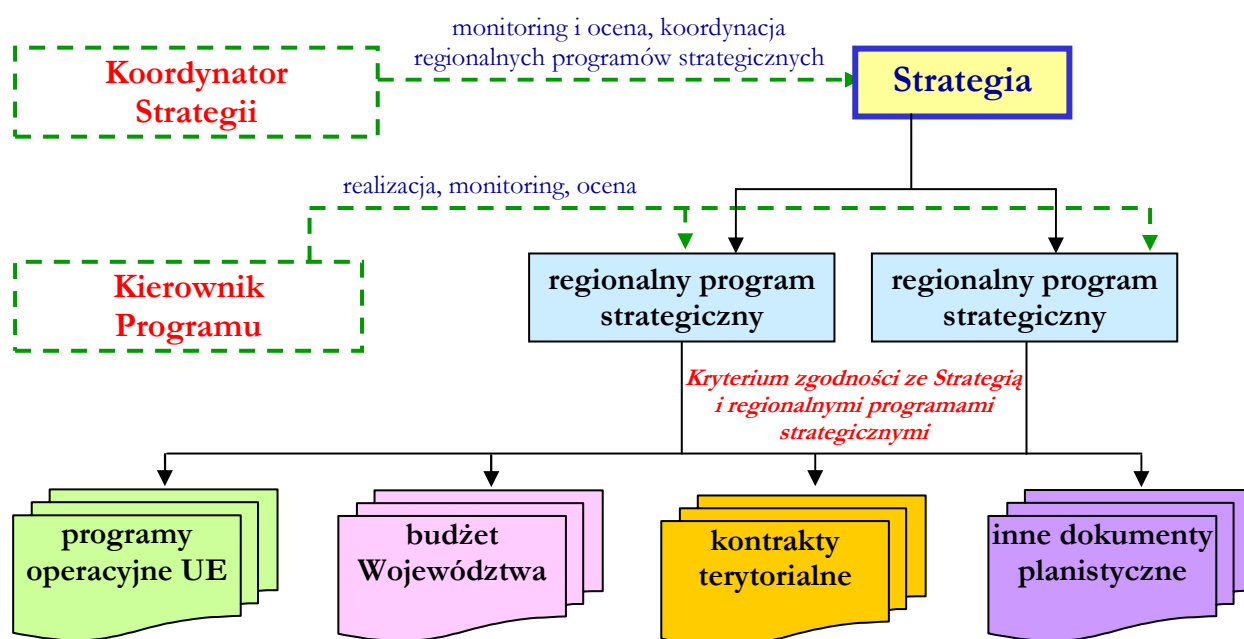 monitoring i ocena, koordynacja
regionalnych programów strategicznych
Koordynator
Strategii
Strategia
realizacja, monitoring, ocena
Kierownik
Programu
regionalny program
strategiczny
regionalny program
strategiczny
Kryterium zgodności ze Strategią
i regionalnymi programami
strategicznymi
programy
operacyjne UE
budżet
Województwa
kontrakty
terytorialne
inne dokumenty
planistyczne